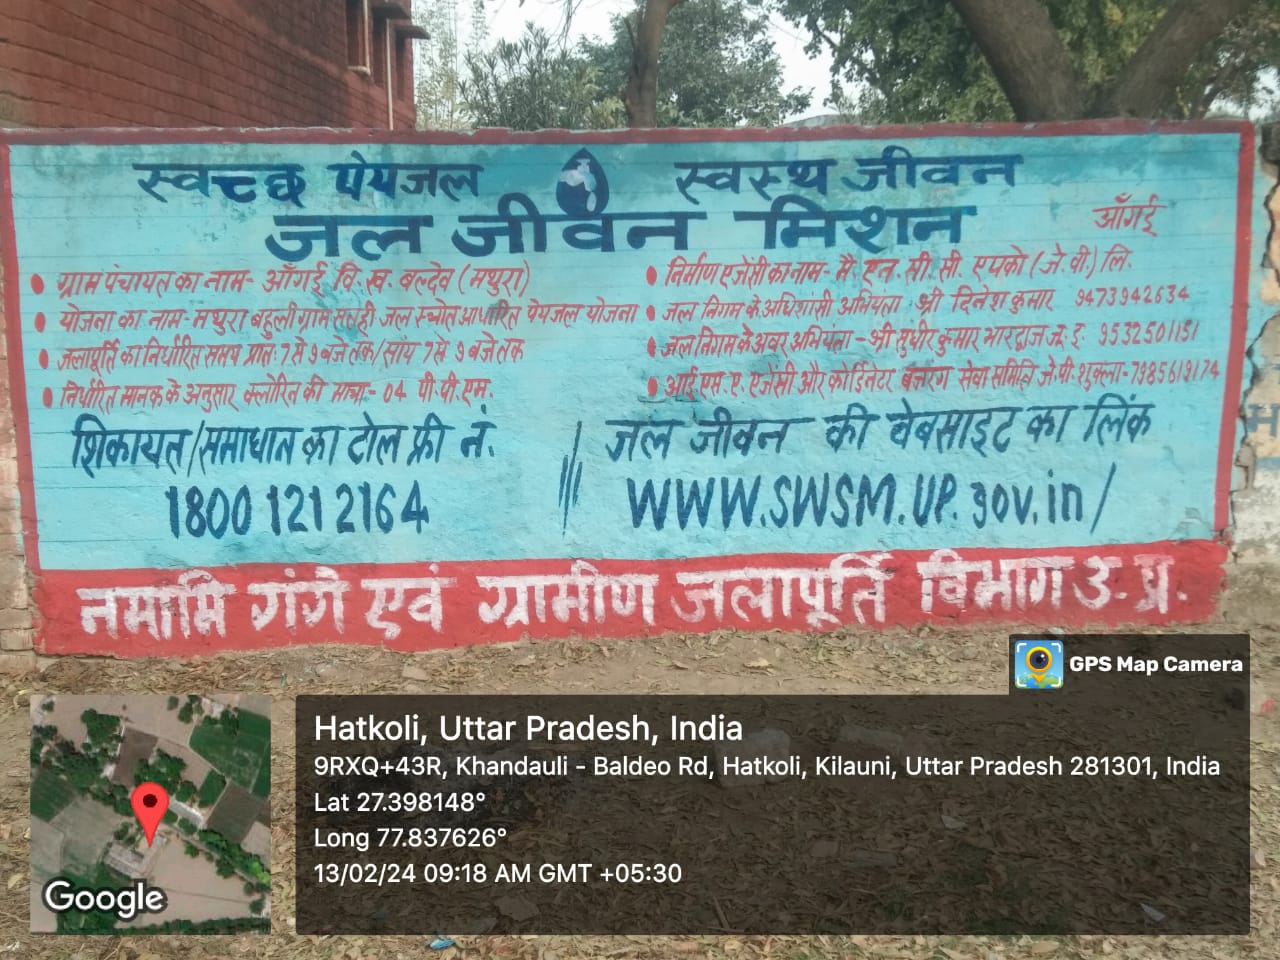 स्वच्छ पेयजल स्वस्थ जीवन
जल जीवन मिशन
आँगई
• ग्राम पंचायत का नाम- आँगई वि. ख. बल्देव (मथुरा)
• योजना का नाम- मथुरा बहुली ग्राम सतही जल स्त्रोत आधारित पेयजल योजना
• जलापूर्ति का निर्धारित समय प्रातः 7 से 9 बजे तक/सांय 7 से 9 बजे तक
• निर्धारित मानक के अनुसार क्लोरिन की मात्रा- 04 पी. पी. एम.
• निर्माण एजेंसी का नाम- मै. एन. सी. सी. एपको (जे. वी.) लि.
• जल निगम के अधिशासी अभियंता श्री दिनेश कुमार 9473942634
• जल निगम के अवर अभियंता - श्री सुधीर कुमार भारद्वाज जू. इ. 9532501151
• आई. एस. ए. एजेंसी और कोर्डिनेटर बजरंग सेवा समिति जे. पी. शुक्ला- 7985619174
शिकायत/समाधान का टोल फ्री नं.
1800 121 2164
जल जीवन की वेबसाइट का लिंक
WWW.SWSM.UP.gov.in/
नमामि गंगे एवं ग्रामीण जलापूर्ति विभाग उ. प्र.
GPS Map Camera
Hatkoli, Uttar Pradesh, India
9RXQ+43R, Khandauli - Baldeo Rd, Hatkoli, Kilauni, Uttar Pradesh 281301, India
Lat 27.398148°
Long 77.837626°
13/02/24 09:18 AM GMT +05:30
Google